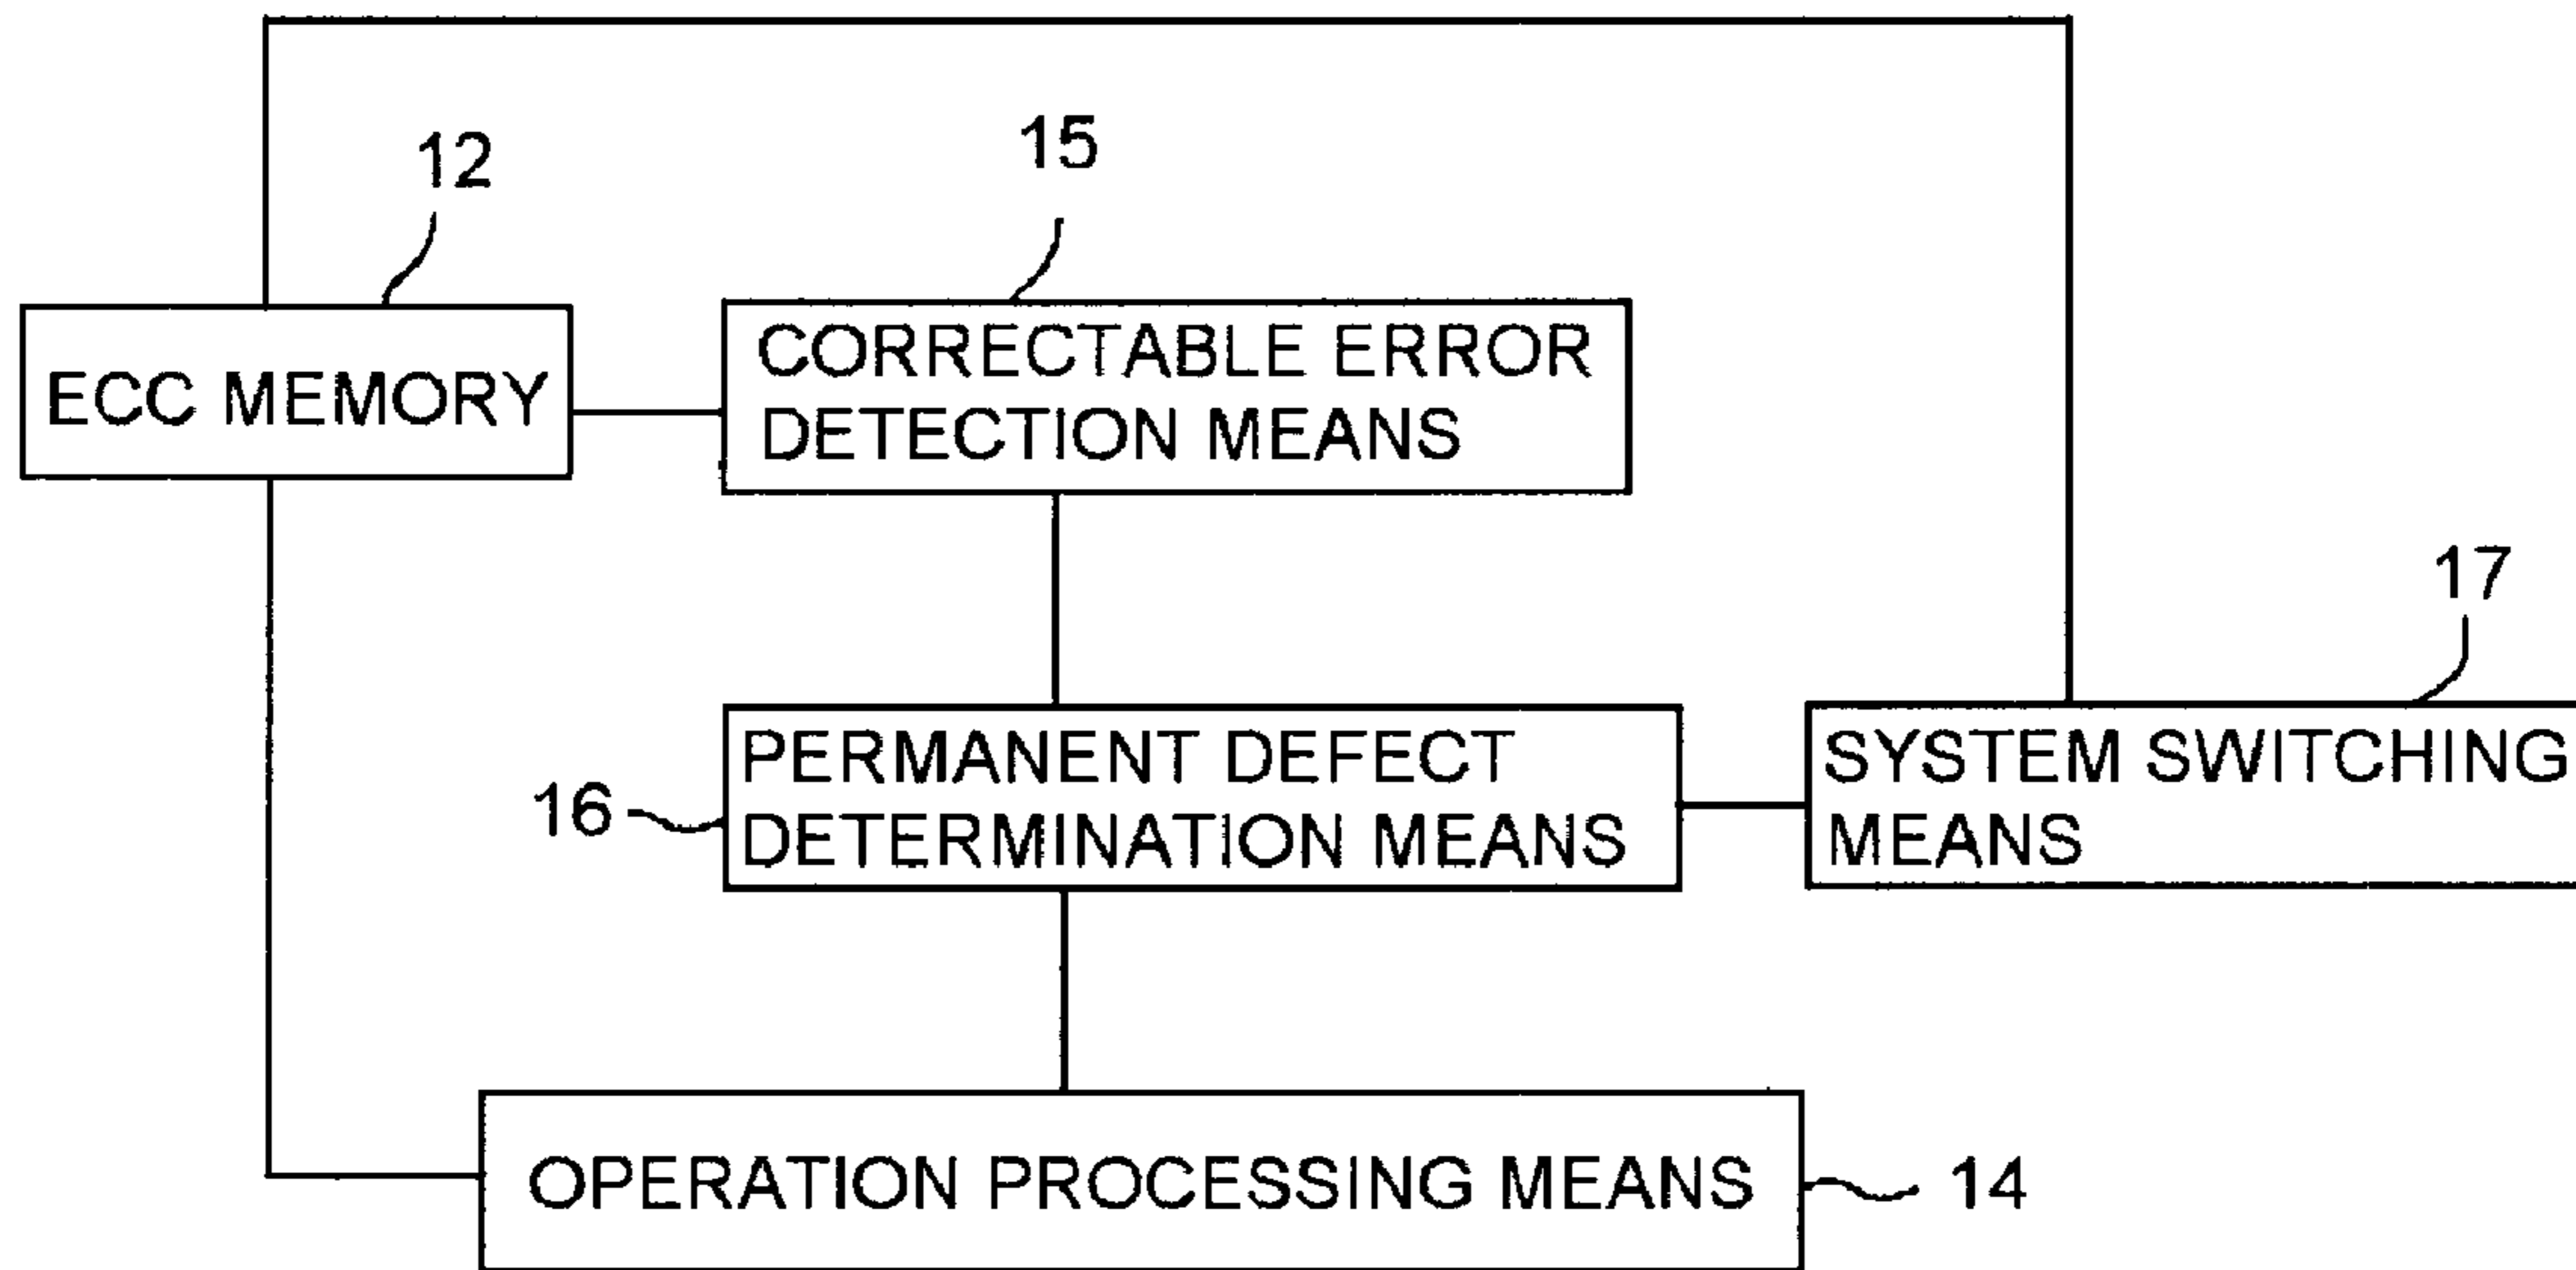 12
15
ECC MEMORY
CORRECTABLE ERROR
DETECTION MEANS
17
16
PERMANENT DEFECT
DETERMINATION MEANS
SYSTEM SWITCHING
MEANS
OPERATION PROCESSING MEANS
14